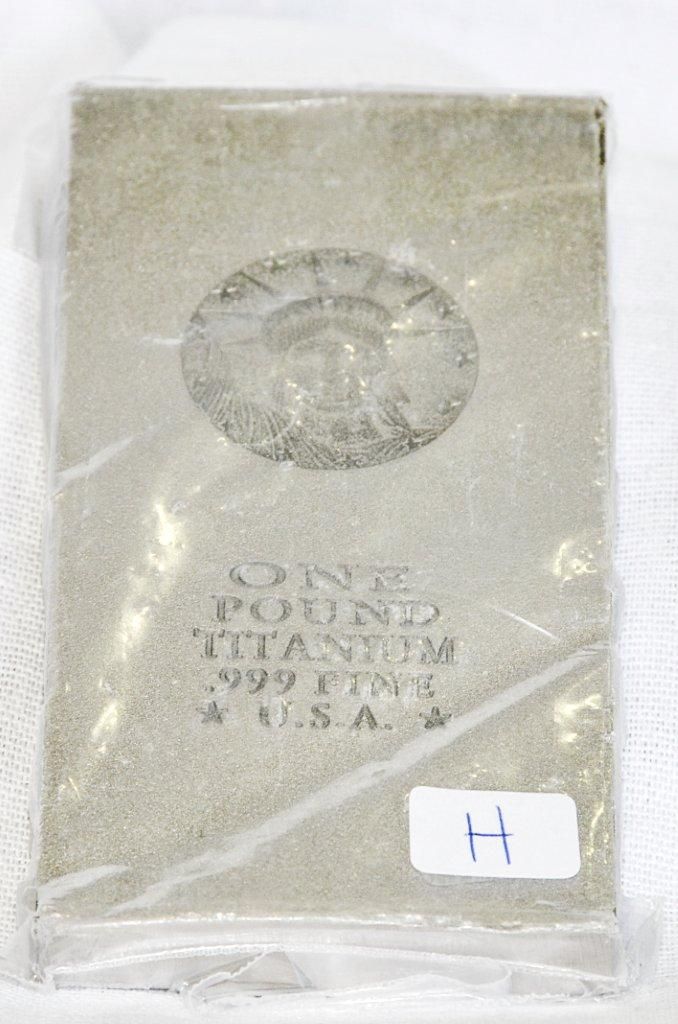 ONE
POUND
TITANIUM
.999 FINE
★ U.S.A. ★
H